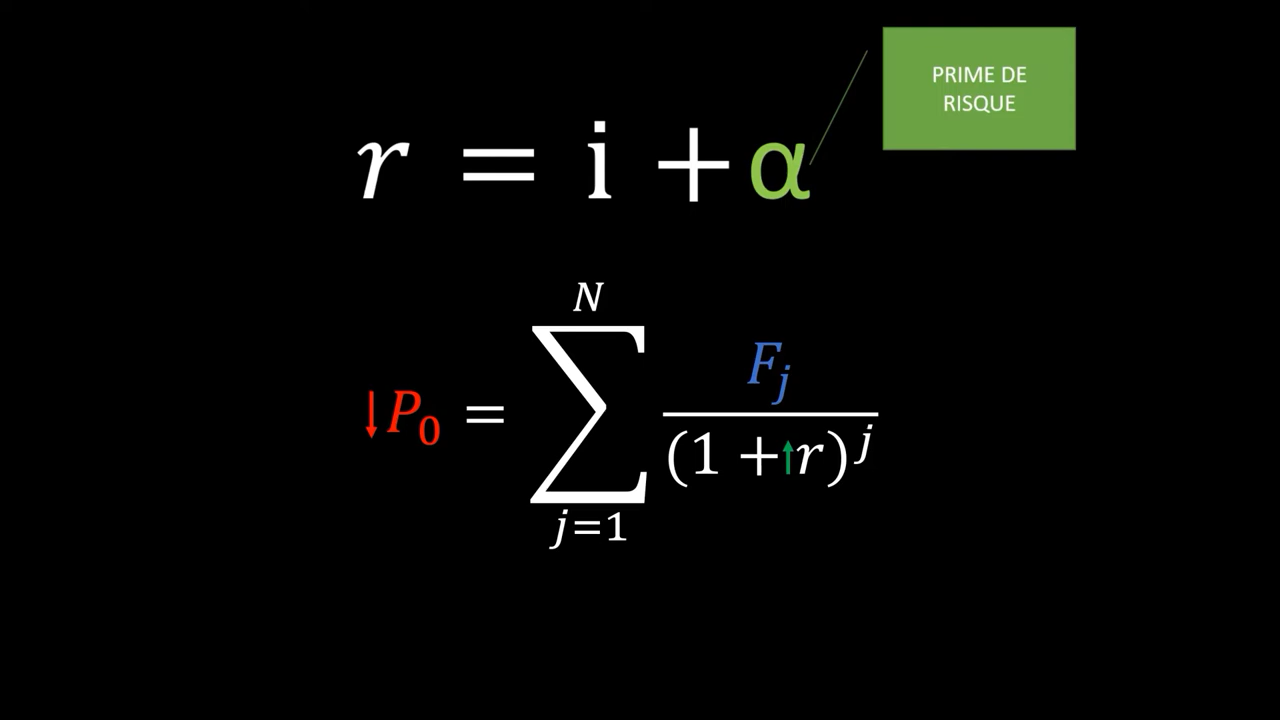 PRIME DE
RISQUE
r = i + α
N
↓P₀ = ∑ Fⱼ / (1 + ↑r)ʲ
j=1